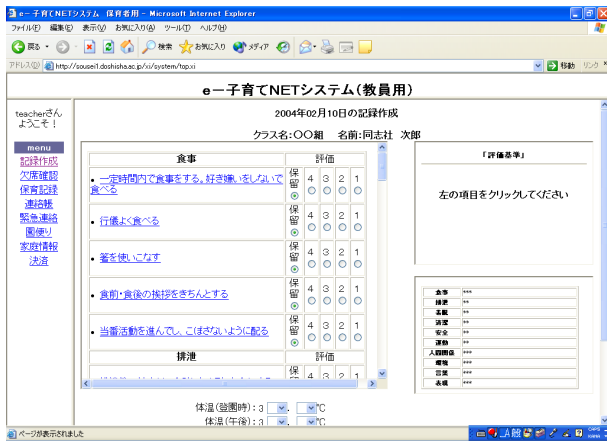 e－子育てNETシステム 保育者用 - Microsoft Internet Explorer
ファイル(F) 編集(E) 表示(V) お気に入り(A) ツール(T) ヘルプ(H)
戻る 検索 お気に入り メディア
アドレス(D) http://sousei1.doshisha.ac.jp/xi/system/top.xi 移動 リンク
e－子育てNETシステム(教員用)
teacherさん
ようこそ！
menu
記録作成
欠席確認
保育記録
連絡帳
緊急連絡
園便り
家庭情報
決済
2004年02月10日の記録作成
クラス名:〇〇組 名前:同志社 次郎
食事 評価
・一定時間内で食事をする。好き嫌いをしないで食べる 保留 4 3 2 1
・行儀よく食べる 保留 4 3 2 1
・箸を使いこなす 保留 4 3 2 1
・食前・食後の挨拶をきちんとする 保留 4 3 2 1
・当番活動を進んでし、こぼさないように配る 保留 4 3 2 1
排泄 評価
保 4 3 2 1
体温(登園時): 3 . ℃
体温(午後): 3 . ℃
「評価基準」
左の項目をクリックしてください
食事 ***
排泄 **
着脱 **
清潔 **
安全 **
運動 **
人間関係 ***
環境 ***
言葉 ***
表現 ***
ページが表示されました
A 般
CAPS
KANA